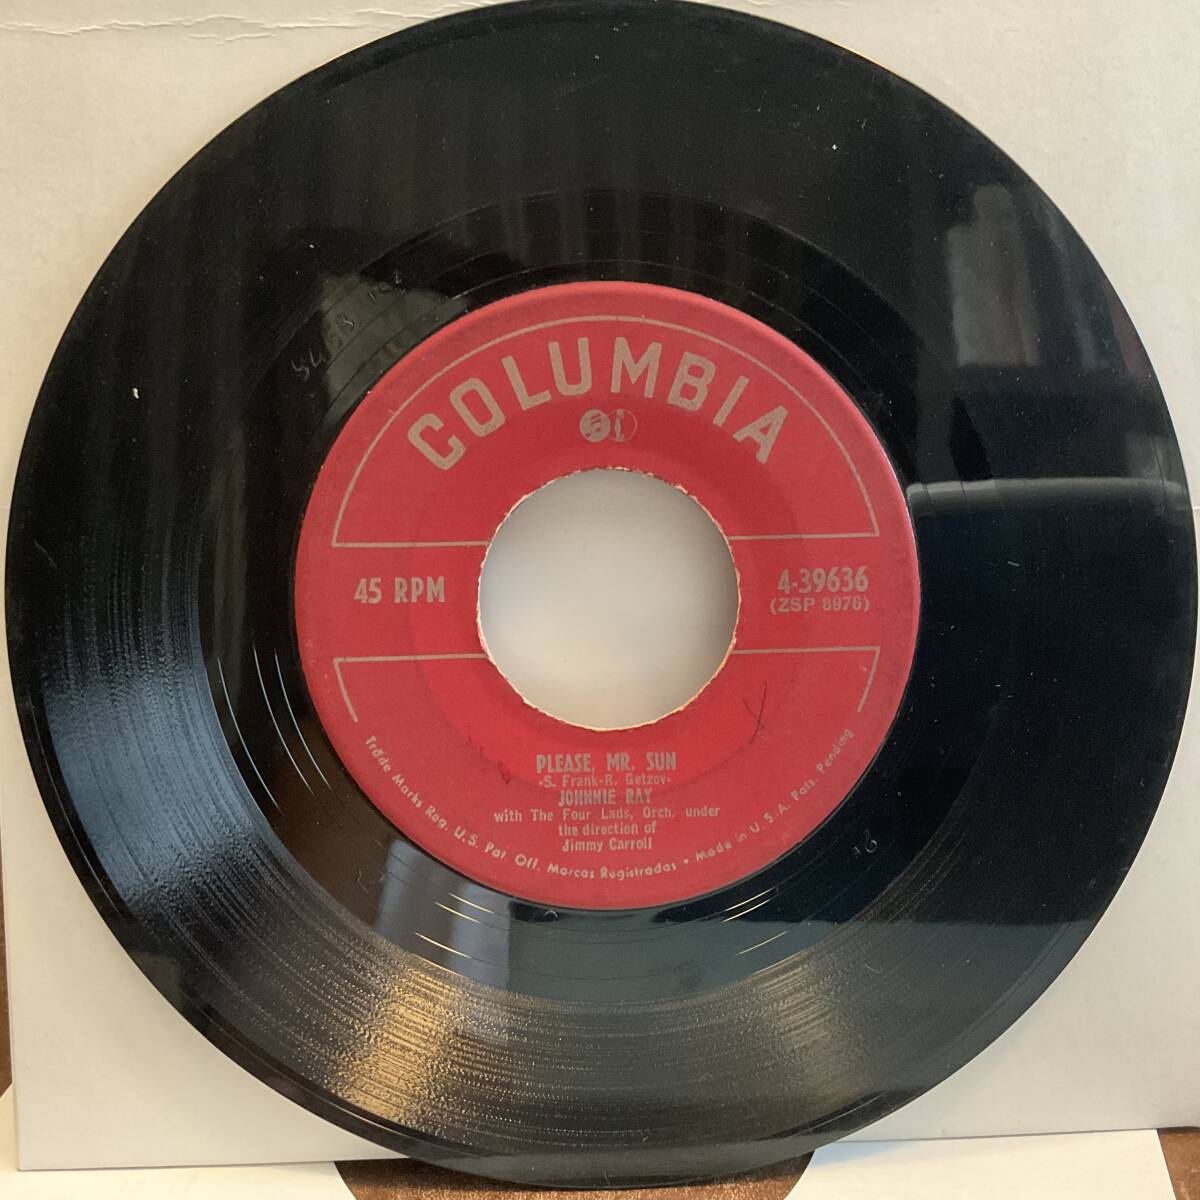 COLUMBIA
45 RPM
4-39636
(ZSP 8976)
PLEASE, MR. SUN
-S. Frank-R. Getzov-
JOHNNIE RAY
with The Four Lads, Orch. under
the direction of
Jimmy Carroll
Trade Marks Reg. U.S. Pat. Off. Marcas Registradas • Made in U.S.A. Pats. Pending